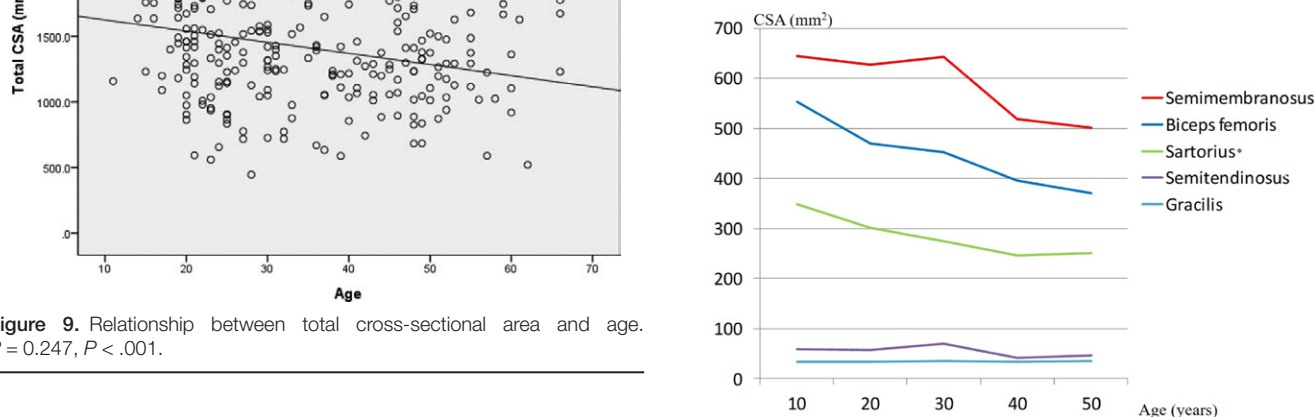 Total CSA (mm
1500.0
1000.0
500.0
.0
10 20 30 40 50 60 70
Age
igure 9. Relationship between total cross-sectional area and age.
= 0.247, P < .001.
CSA (mm²)
700
600
500
400
300
200
100
0
10 20 30 40 50
Age (years)
Semimembranosus
Biceps femoris
Sartorius*
Semitendinosus
Gracilis